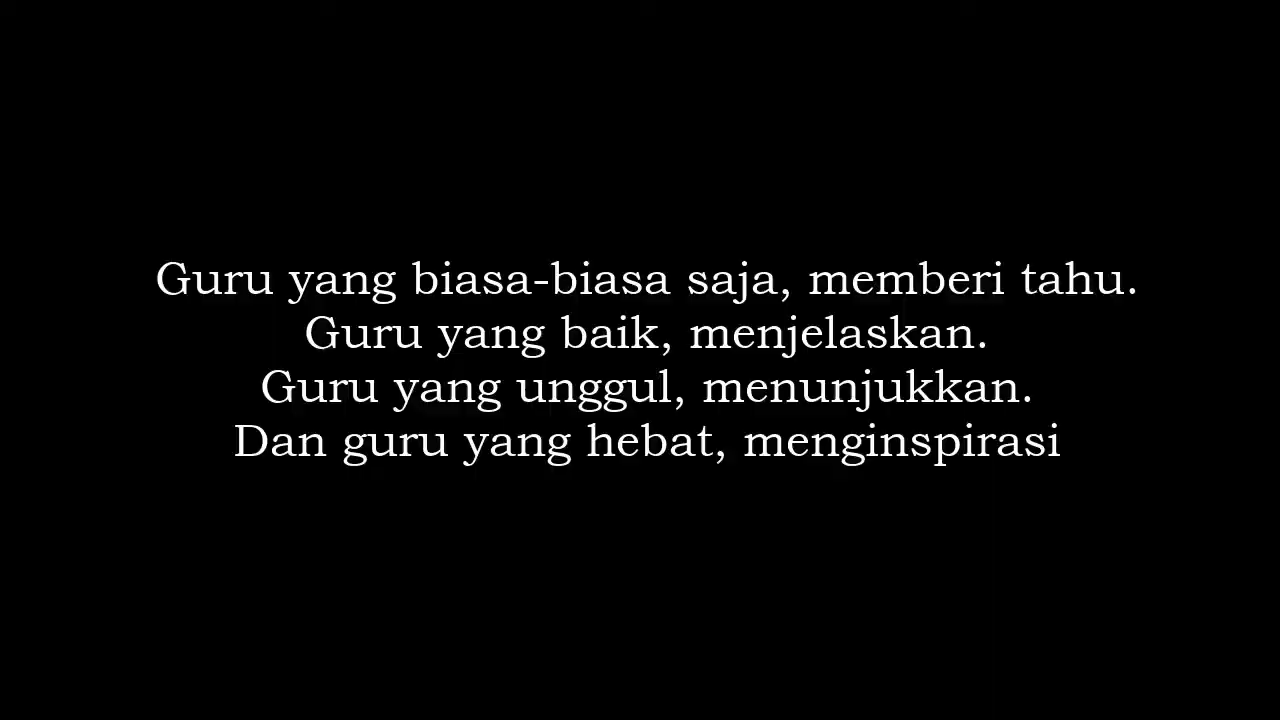 Guru yang biasa-biasa saja, memberi tahu.
Guru yang baik, menjelaskan.
Guru yang unggul, menunjukkan.
Dan guru yang hebat, menginspirasi